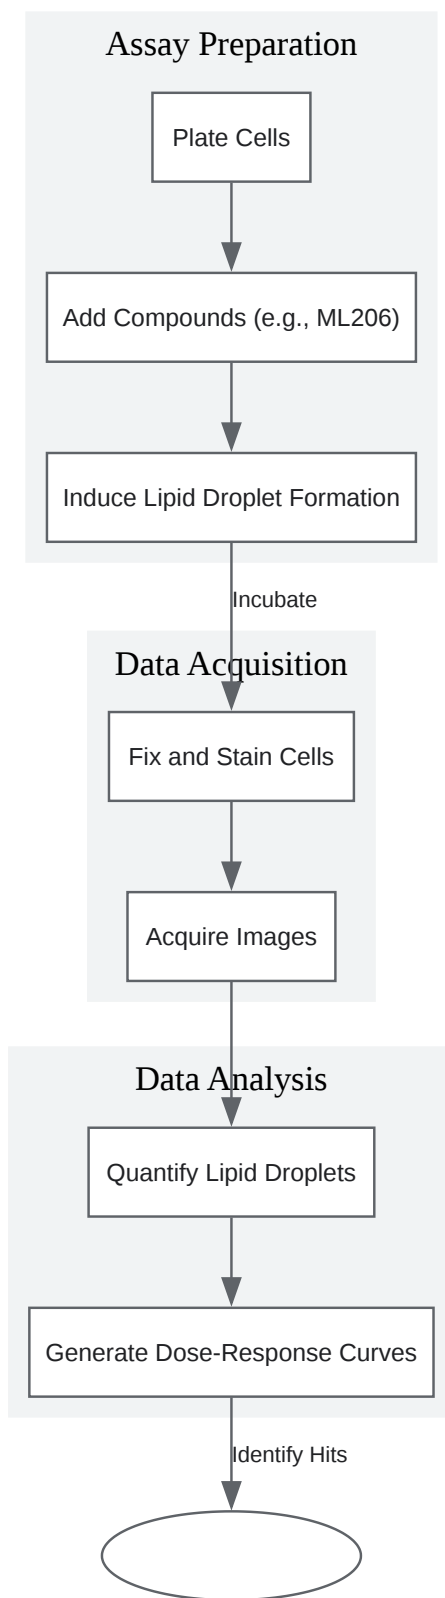 Assay Preparation
Plate Cells
Add Compounds (e.g., ML206)
Induce Lipid Droplet Formation
Incubate
Data Acquisition
Fix and Stain Cells
Acquire Images
Data Analysis
Quantify Lipid Droplets
Generate Dose-Response Curves
Identify Hits